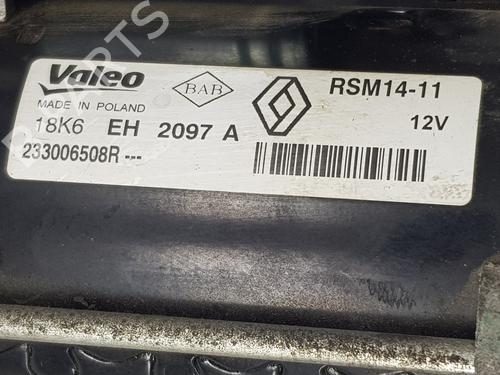 Valeo
BAB
RSM14-11
MADE IN POLAND
12V
18K6 EH 2097 A
233006508R ---